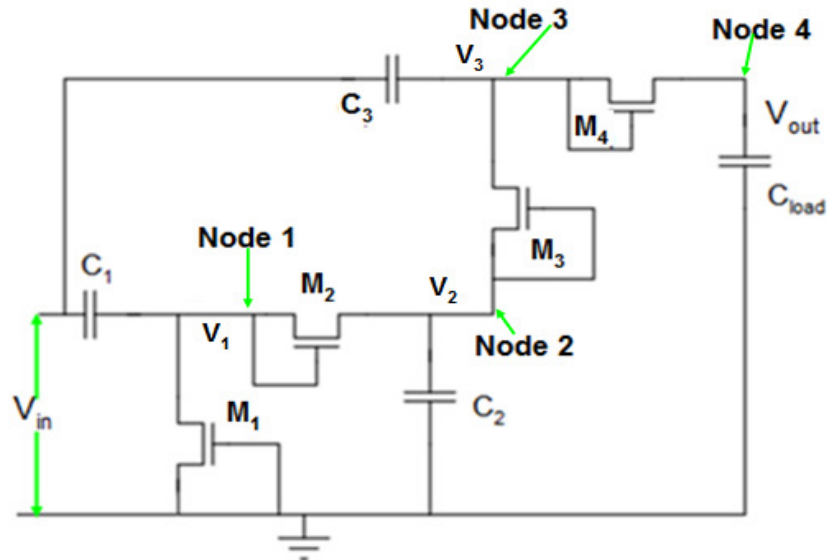 Node 3
Node 4
V3
C3
M4
Vout
Cload
Node 1
M3
C1
M2
V2
V1
Node 2
Vin
M1
C2